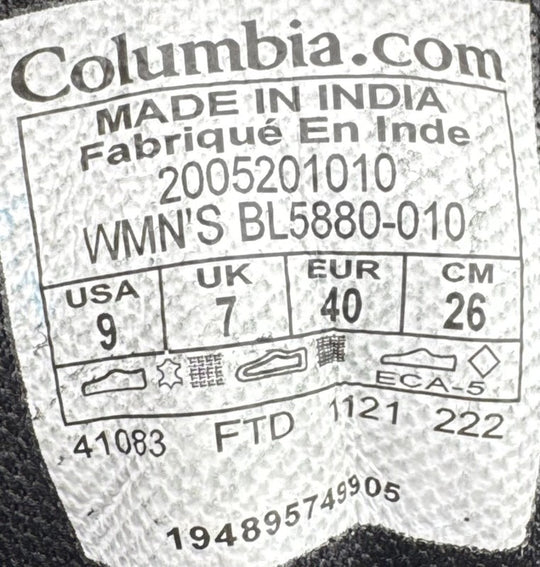 Columbia.com
MADE IN INDIA
Fabriqué En Inde
2005201010
WMN'S BL5880-010
USA UK EUR CM
9 7 40 26
ECA-5
41083 FTD 1121 222
194895749905